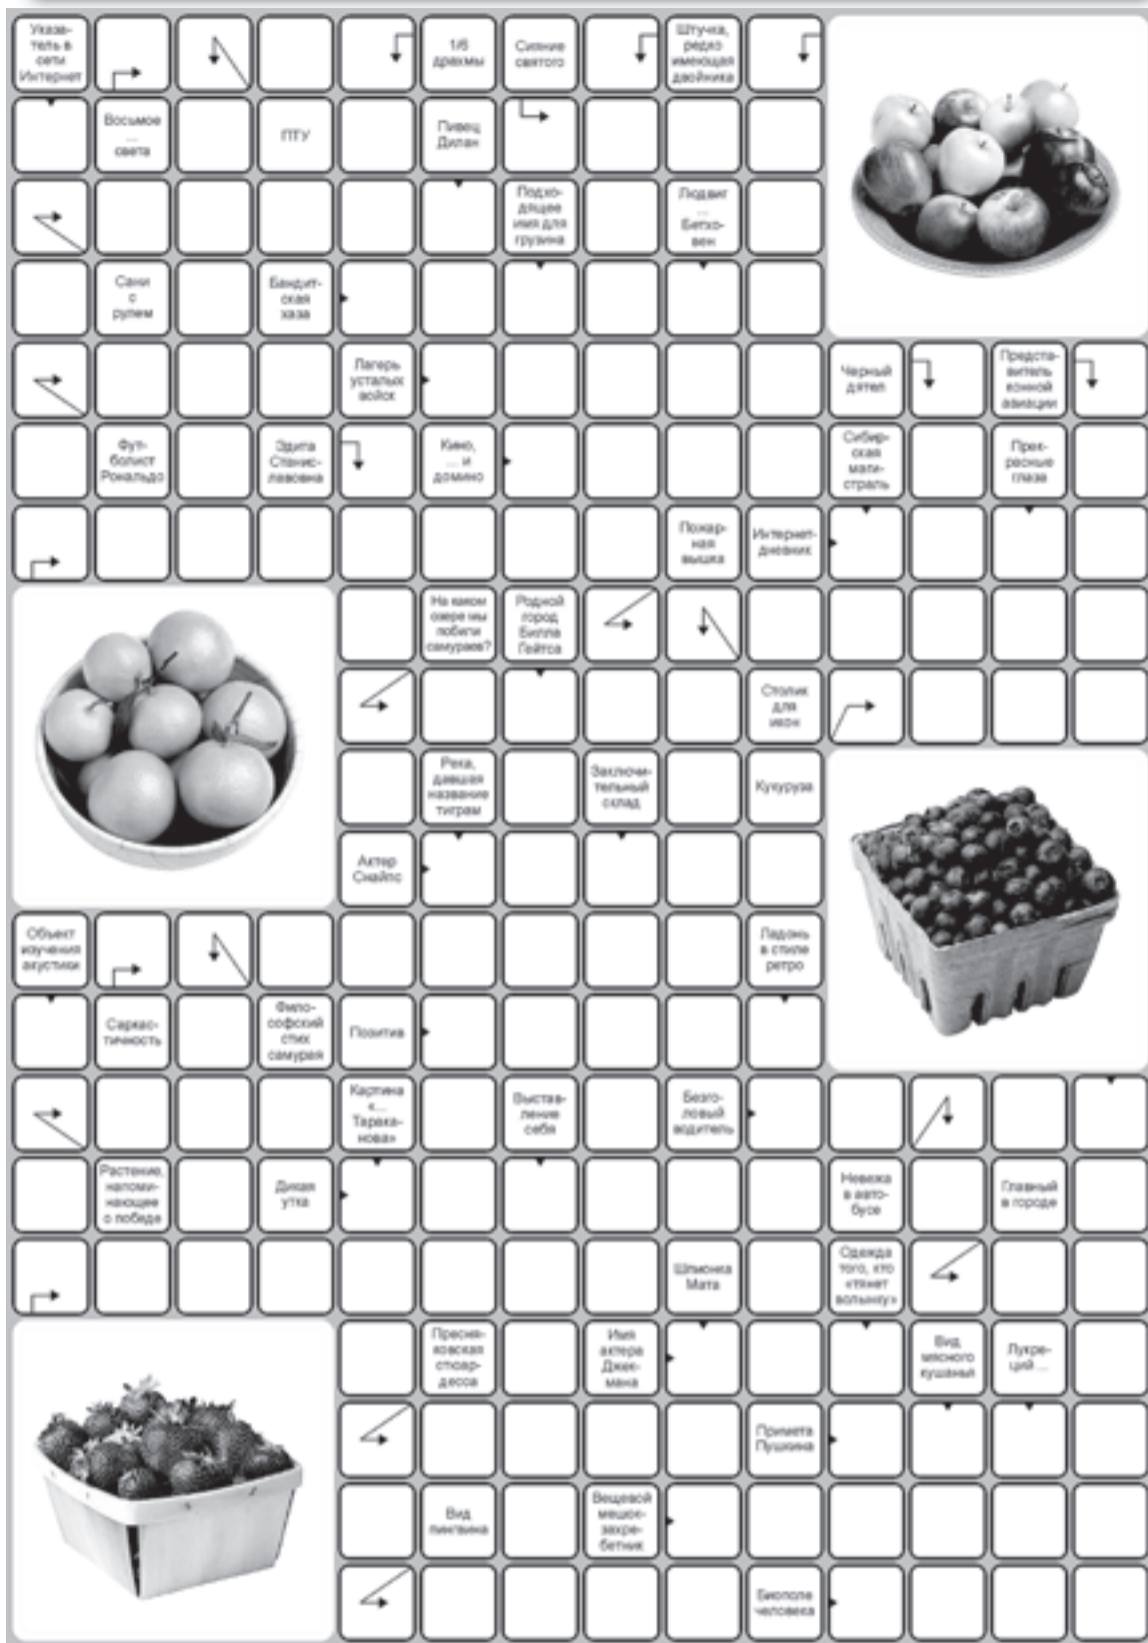 Указа-
тель в
сети
Интернет
1/6
драхмы
Сияние
святого
Штучка,
редко
имеющая
двойника
Восьмое
...
света
ПТУ
Певец
Дилан
Подхо-
дящее
имя для
грузина
Людвиг
...
Бетхо-
вен
Сани
с
рулем
Бандит-
ская
хаза
Лагерь
усталых
войск
Черный
дятел
Предста-
витель
конной
авиации
Фут-
болист
Рональдо
Эдита
Станис-
лавовна
Кино,
... и
домино
Сибир-
ская
маги-
страль
Прек-
расные
глаза
Пожар-
ная
вышка
Интернет-
дневник
На каком
озере мы
побили
самураев?
Родной
город
Билла
Гейтса
Столик
для
икон
Река,
давшая
название
тиграм
Заключи-
тельный
склад
Кукуруза
Актер
Снайпс
Объект
изучения
акустики
Ладонь
в стиле
ретро
Саркас-
тичность
Фило-
софский
стих
самурая
Позитив
Картина
«...
Тарака-
нова»
Выстав-
ление
себя
Безго-
ловый
водитель
Растение,
напоми-
нающее
о победе
Дикая
утка
Невежа
в авто-
бусе
Главный
в городе
Шпионка
Мата
Одежда
того, кто
«тянет
волынку»
Пресня-
ковская
стюар-
десса
Имя
актера
Джек-
мана
Вид
мясного
кушанья
Лукре-
ций ...
Примета
Пушкина
Вид
пингвина
Вещевой
мешок-
захре-
бетник
Биополе
человека